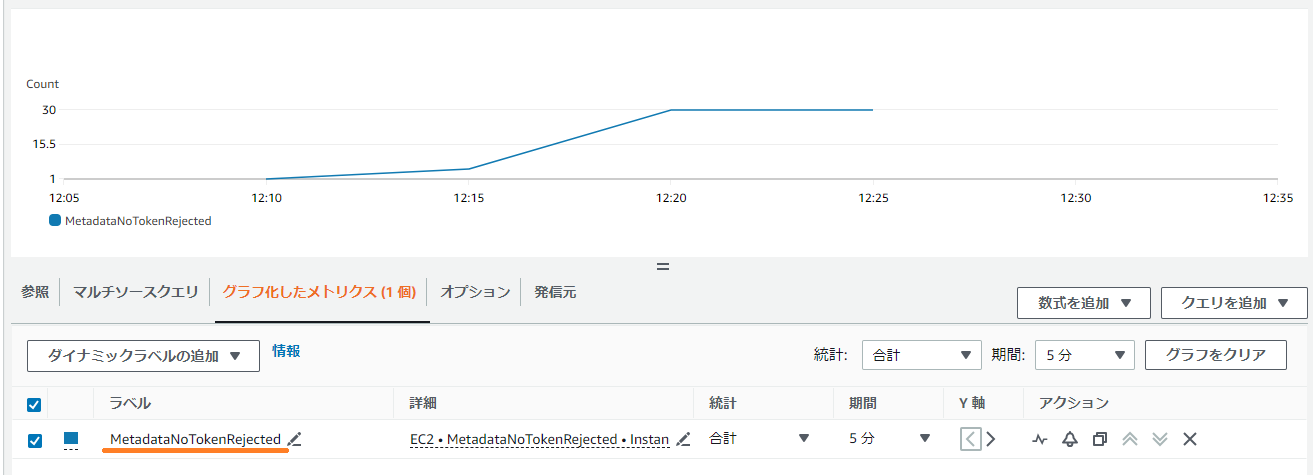 Count
30
15.5
1
12:05 12:10 12:15 12:20 12:25 12:30 12:35
MetadataNoTokenRejected
参照 マルチソースクエリ グラフ化したメトリクス (1 個) オプション 発信元
数式を追加 クエリを追加
ダイナミックラベルの追加 情報 統計: 合計 期間: 5 分 グラフをクリア
ラベル 詳細 統計 期間 Y 軸 アクション
MetadataNoTokenRejected EC2 • MetadataNoTokenRejected • Instan 合計 5 分